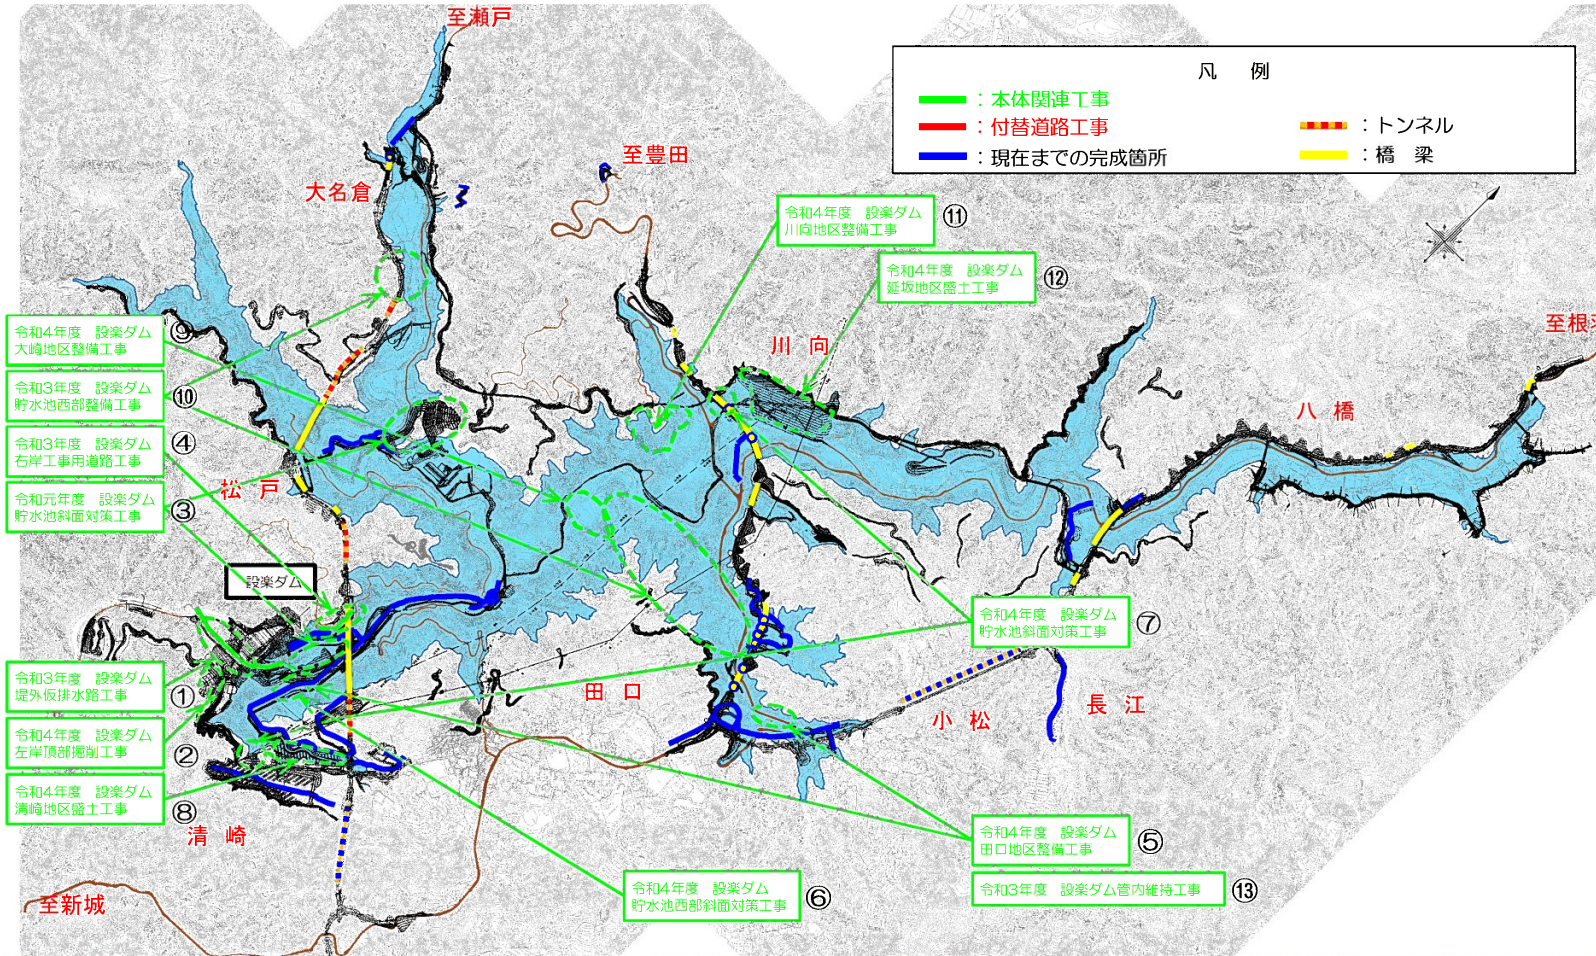 至瀬戸
凡　例
：本体関連工事
：付替道路工事
：トンネル
：現在までの完成箇所
：橋　梁
至豊田
大名倉
令和4年度　設楽ダム
川向地区整備工事
⑪
令和4年度　設楽ダム
延坂地区盛土工事
⑫
川　向
八　橋
令和4年度　設楽ダム
大崎地区整備工事
⑨
令和3年度　設楽ダム
貯水池西部整備工事
⑩
令和3年度　設楽ダム
右岸工事用道路工事
④
令和元年度　設楽ダム
貯水池斜面対策工事
③
松　戸
設楽ダム
令和4年度　設楽ダム
貯水池斜面対策工事
⑦
令和3年度　設楽ダム
堤外仮排水路工事
①
令和4年度　設楽ダム
左岸頂部掘削工事
②
令和4年度　設楽ダム
清崎地区盛土工事
⑧
田　口
小　松
長　江
清　崎
令和4年度　設楽ダム
田口地区整備工事
⑤
令和3年度　設楽ダム管内維持工事
⑬
令和4年度　設楽ダム
貯水池西部斜面対策工事
⑥
至新城